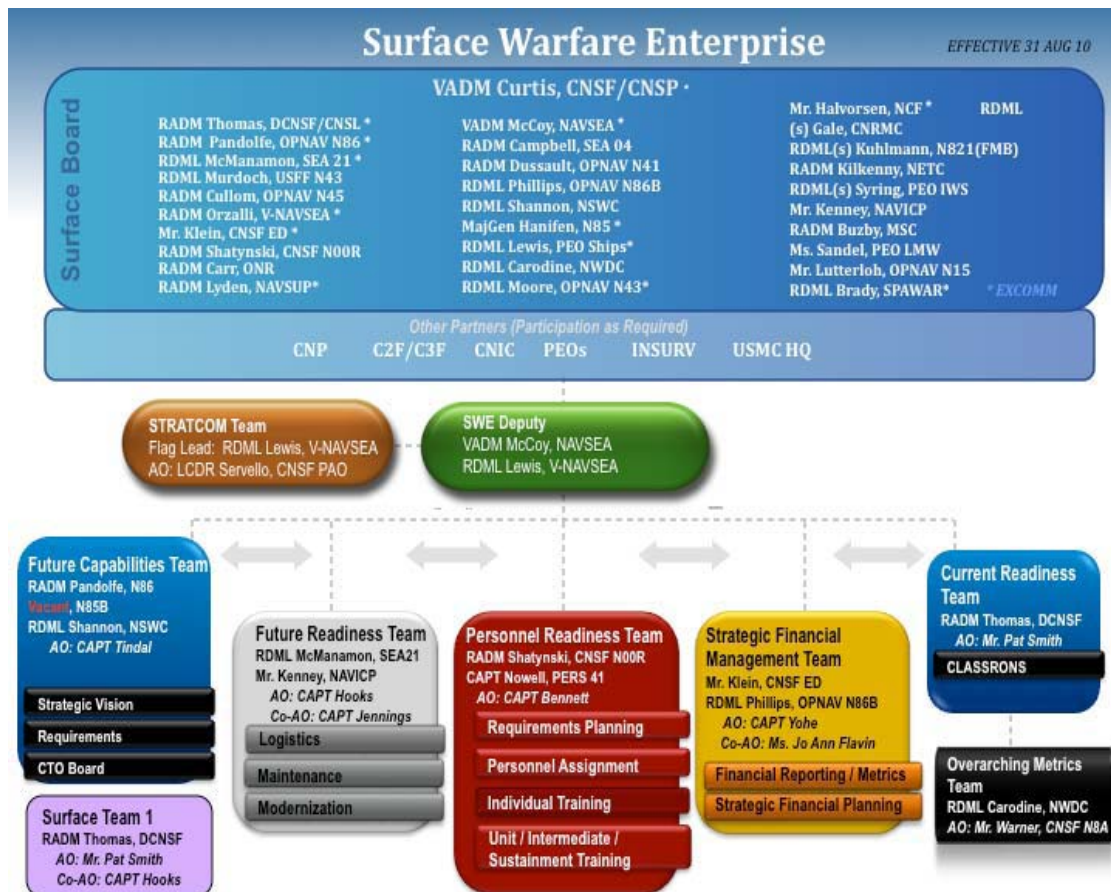 Surface Warfare Enterprise
EFFECTIVE 31 AUG 10
Surface Board
VADM Curtis, CNSF/CNSP *
RADM Thomas, DCNSF/CNSL *
RADM Pandolfe, OPNAV N86 *
RDML McManamon, SEA 21 *
RDML Murdoch, USFF N43
RADM Cullom, OPNAV N45
RADM Orzalli, V-NAVSEA *
Mr. Klein, CNSF ED *
RADM Shatynski, CNSF N00R
RADM Carr, ONR
RADM Lyden, NAVSUP*
VADM McCoy, NAVSEA *
RADM Campbell, SEA 04
RADM Dussault, OPNAV N41
RDML Phillips, OPNAV N86B
RDML Shannon, NSWC
MajGen Hanifen, N85 *
RDML Lewis, PEO Ships*
RDML Carodine, NWDC
RDML Moore, OPNAV N43*
Mr. Halvorsen, NCF * RDML
(s) Gale, CNRMC
RDML(s) Kuhlmann, N821(FMB)
RADM Kilkenny, NETC
RDML(s) Syring, PEO IWS
Mr. Kenney, NAVICP
RADM Buzby, MSC
Ms. Sandel, PEO LMW
Mr. Lutterloh, OPNAV N15
RDML Brady, SPAWAR*
* EXCOMM
Other Partners (Participation as Required)
CNP C2F/C3F CNIC PEOs INSURV USMC HQ
STRATCOM Team
Flag Lead: RDML Lewis, V-NAVSEA
AO: LCDR Servello, CNSF PAO
SWE Deputy
VADM McCoy, NAVSEA
RDML Lewis, V-NAVSEA
Future Capabilities Team
RADM Pandolfe, N86
Vacant, N85B
RDML Shannon, NSWC
AO: CAPT Tindal
Strategic Vision
Requirements
CTO Board
Surface Team 1
RADM Thomas, DCNSF
AO: Mr. Pat Smith
Co-AO: CAPT Hooks
Future Readiness Team
RDML McManamon, SEA21
Mr. Kenney, NAVICP
AO: CAPT Hooks
Co-AO: CAPT Jennings
Logistics
Maintenance
Modernization
Personnel Readiness Team
RADM Shatynski, CNSF N00R
CAPT Nowell, PERS 41
AO: CAPT Bennett
Requirements Planning
Personnel Assignment
Individual Training
Unit / Intermediate /
Sustainment Training
Strategic Financial
Management Team
Mr. Klein, CNSF ED
RDML Phillips, OPNAV N86B
AO: CAPT Yohe
Co-AO: Ms. Jo Ann Flavin
Financial Reporting / Metrics
Strategic Financial Planning
Current Readiness
Team
RADM Thomas, DCNSF
AO: Mr. Pat Smith
CLASSRONS
Overarching Metrics
Team
RDML Carodine, NWDC
AO: Mr. Warner, CNSF N8A